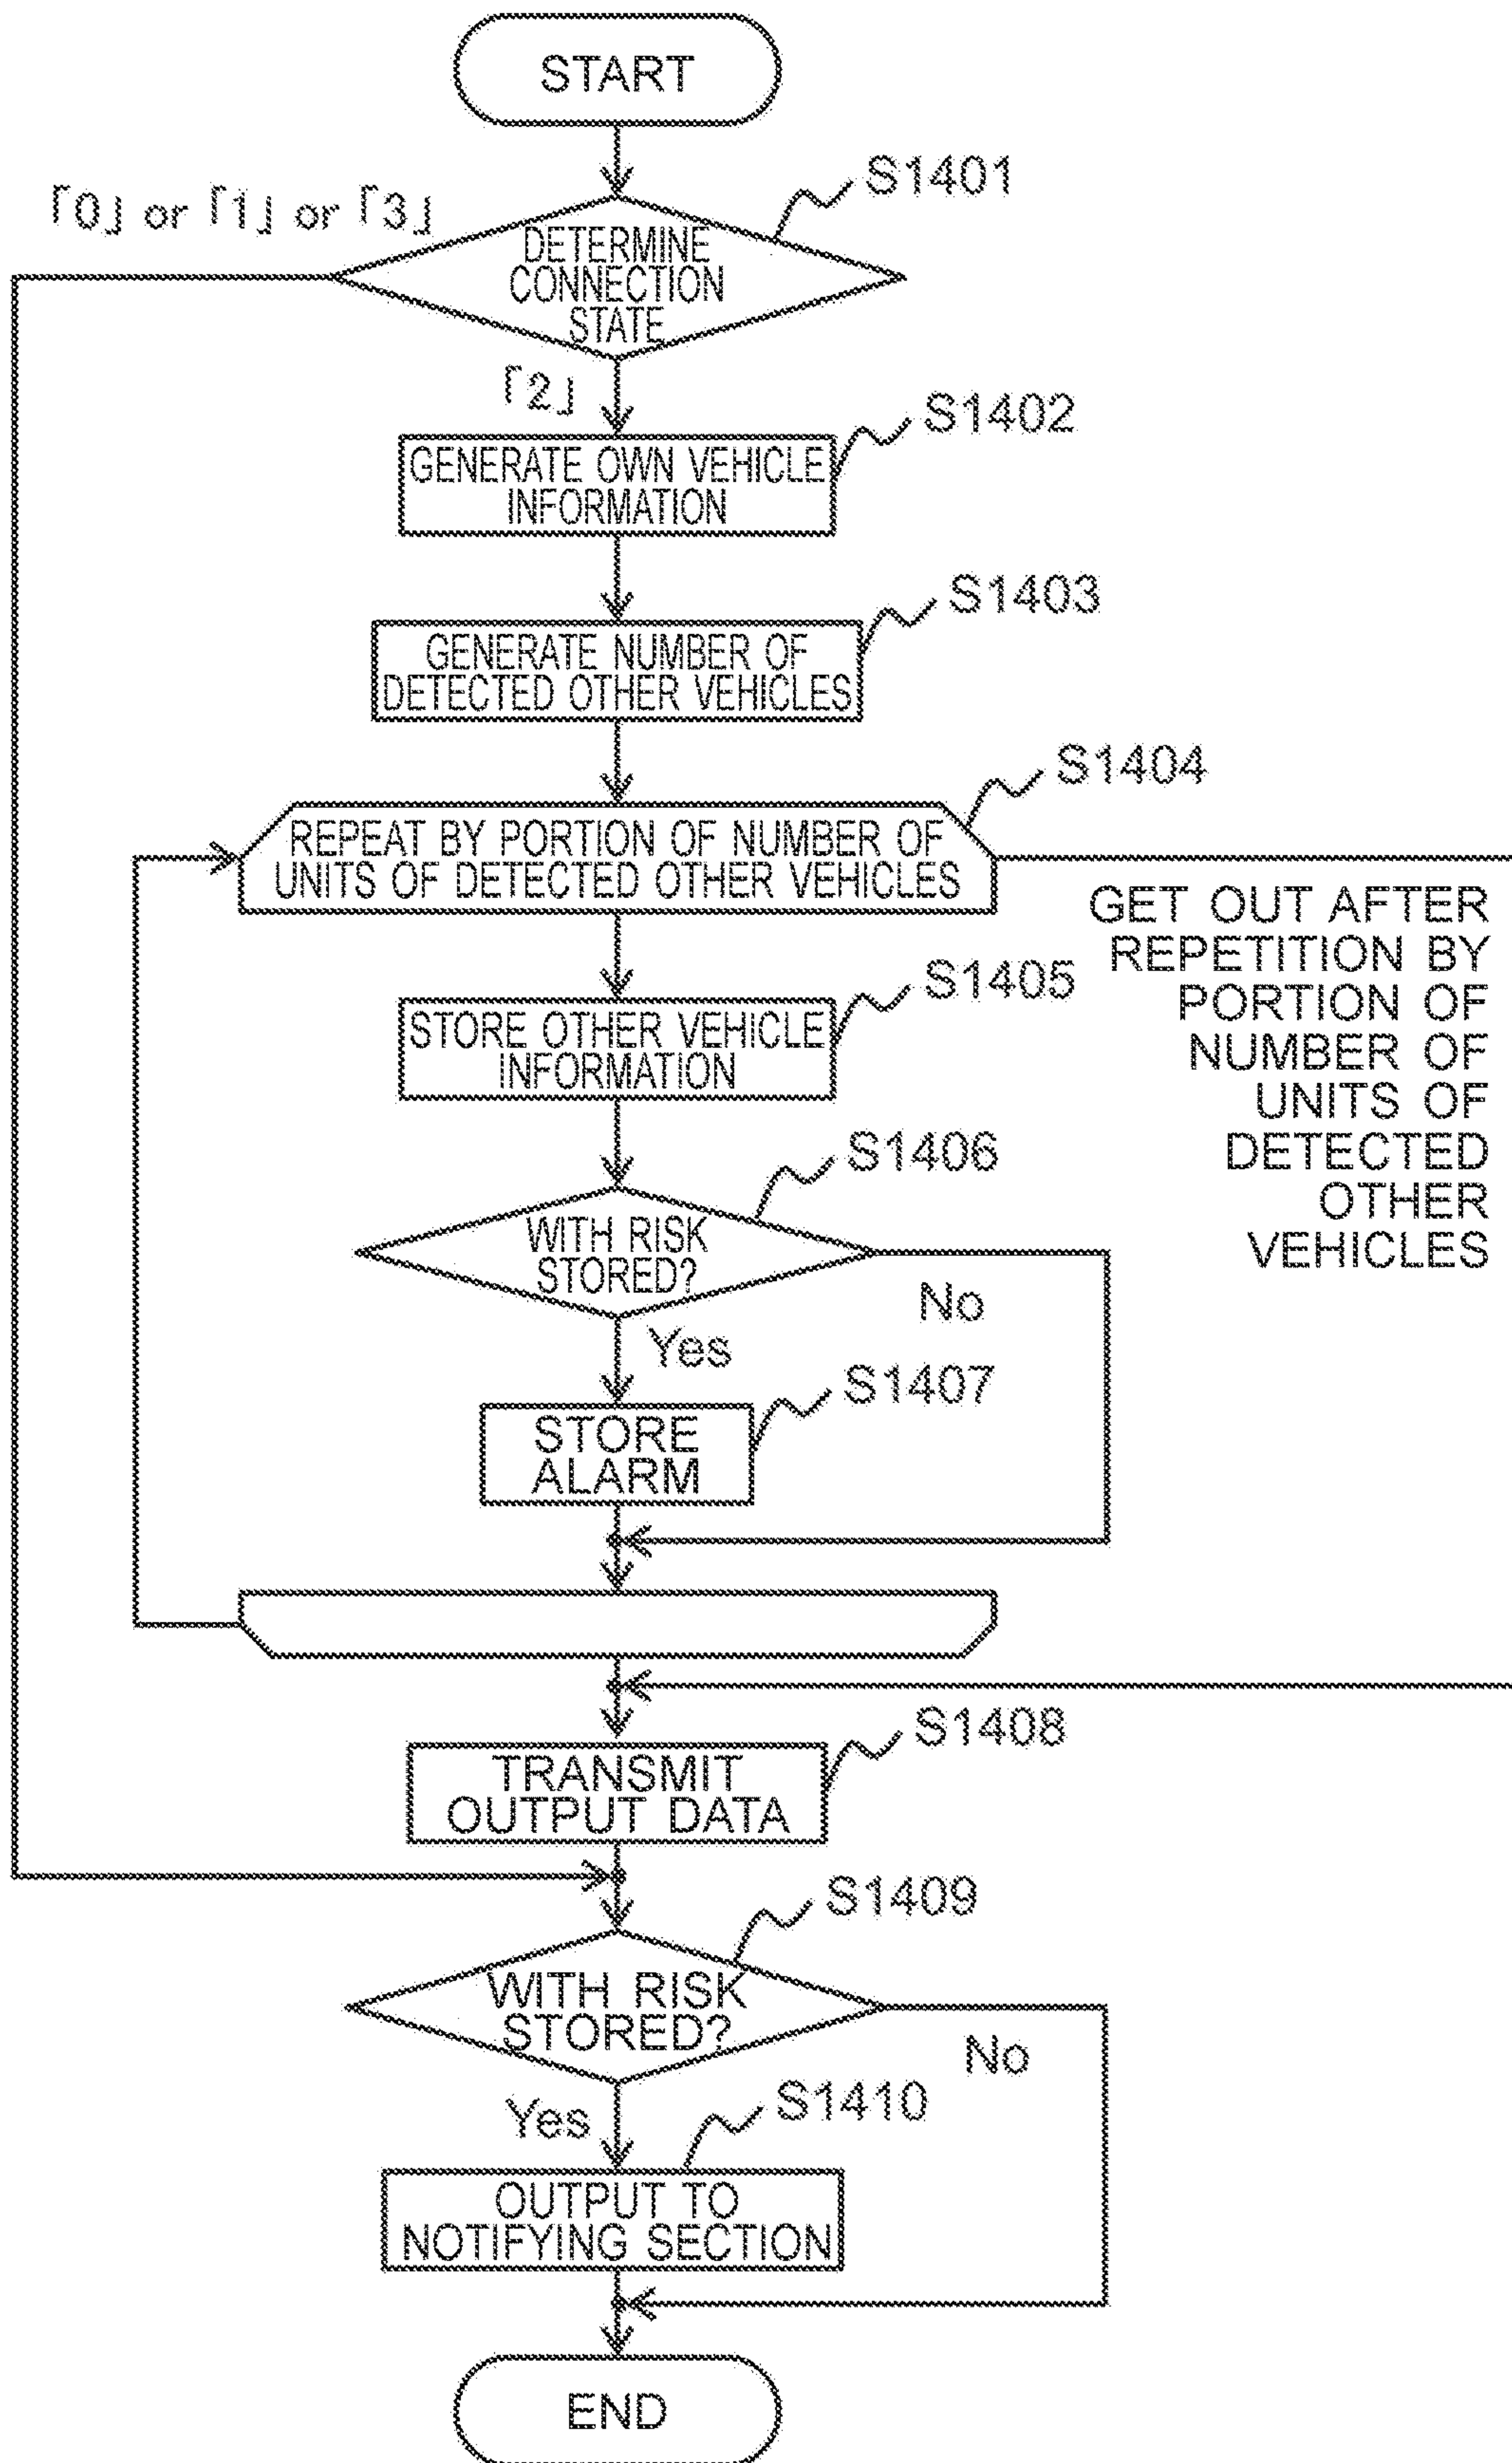 START
S1401
「0」 or 「1」 or 「3」
DETERMINE
CONNECTION
STATE
「2」
S1402
GENERATE OWN VEHICLE
INFORMATION
S1403
GENERATE NUMBER OF
DETECTED OTHER VEHICLES
S1404
REPEAT BY PORTION OF NUMBER OF
UNITS OF DETECTED OTHER VEHICLES
GET OUT AFTER
REPETITION BY
PORTION OF
NUMBER OF
UNITS OF
DETECTED
OTHER
VEHICLES
S1405
STORE OTHER VEHICLE
INFORMATION
S1406
WITH RISK
STORED?
No
Yes
S1407
STORE
ALARM
S1408
TRANSMIT
OUTPUT DATA
S1409
WITH RISK
STORED?
No
Yes
S1410
OUTPUT TO
NOTIFYING SECTION
END